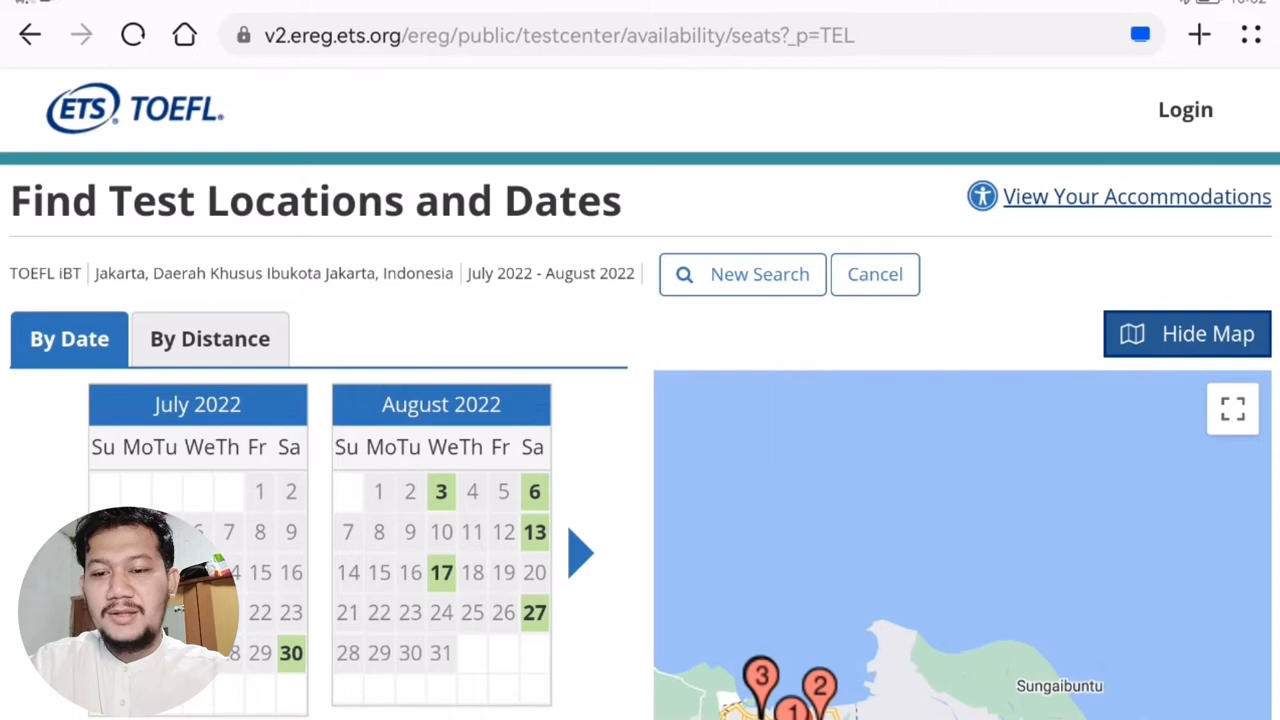 v2.ereg.ets.org/ereg/public/testcenter/availability/seats?_p=TEL
ETS TOEFL
Login
Find Test Locations and Dates
View Your Accommodations
TOEFL iBT Jakarta, Daerah Khusus Ibukota Jakarta, Indonesia July 2022 - August 2022 New Search Cancel
By Date By Distance
Hide Map
July 2022
Su Mo Tu We Th Fr Sa
1 2
7 8 9
15 16
22 23
29 30
August 2022
Su Mo Tu We Th Fr Sa
1 2 3 4 5 6
7 8 9 10 11 12 13
14 15 16 17 18 19 20
21 22 23 24 25 26 27
28 29 30 31
3 2
1
Sungaibuntu